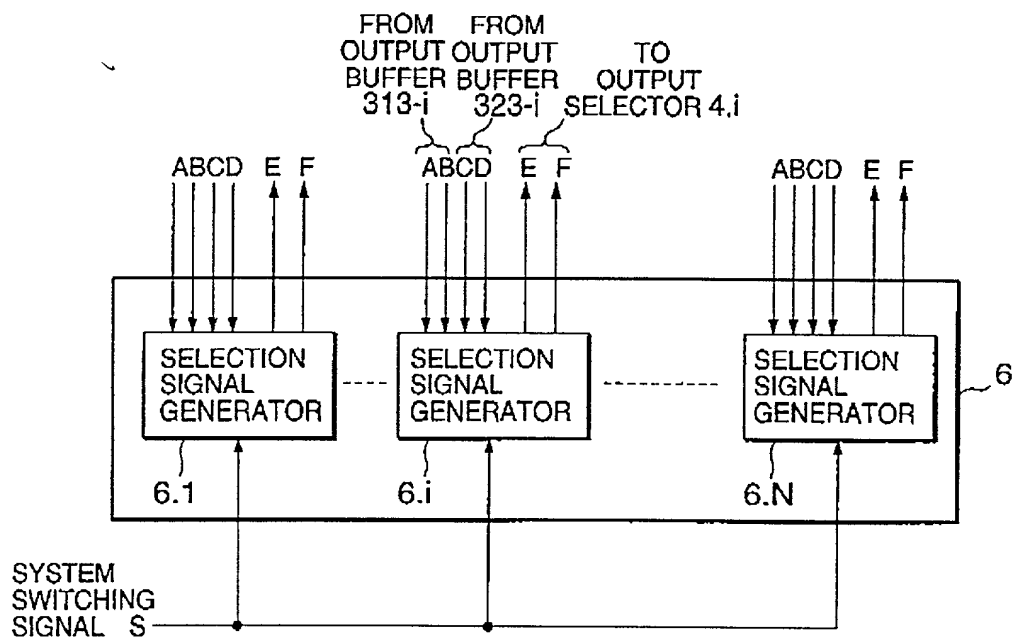 FROM OUTPUT BUFFER 313-i
FROM OUTPUT BUFFER 323-i
TO OUTPUT SELECTOR 4.i
ABCD E F
ABCD E F
ABCD E F
SELECTION
SIGNAL
GENERATOR
SELECTION
SIGNAL
GENERATOR
SELECTION
SIGNAL
GENERATOR
6
6.1
6.i
6.N
SYSTEM
SWITCHING
SIGNAL S